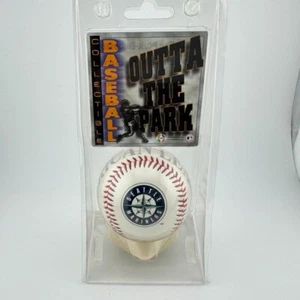 COLLECTIBLE
BASEBALL
OUTTA
THE
PARK
SEATTLE
MARINERS